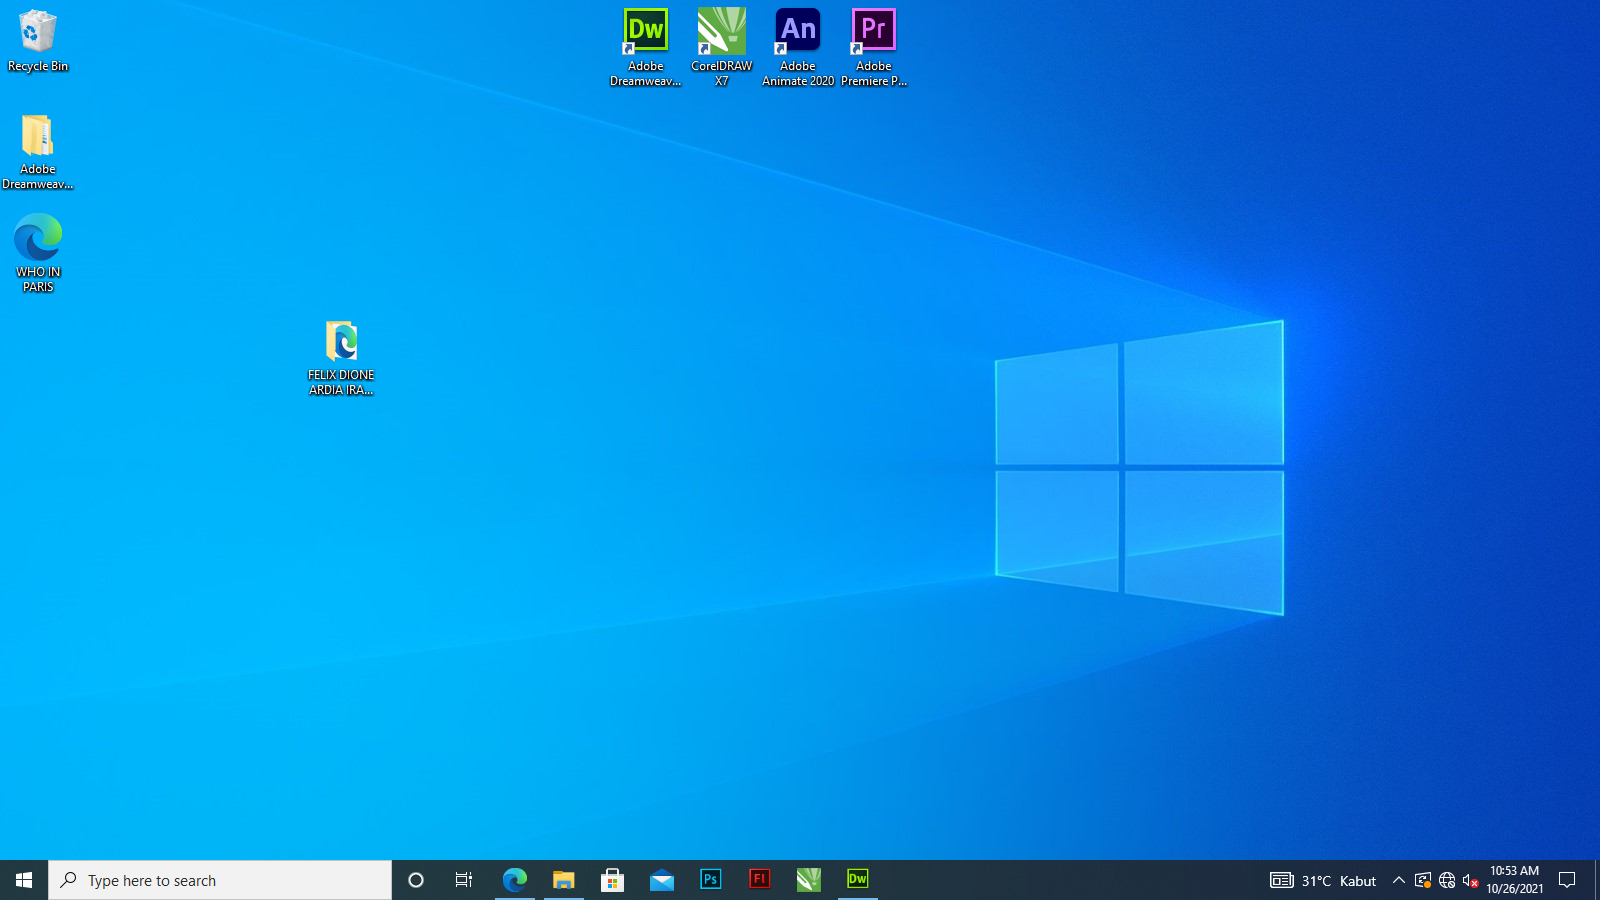 Recycle Bin
Adobe
Dreamweav...
WHO IN
PARIS
FELIX DIONE
ARDIA IRA...
Dw
Adobe
Dreamweav...
CorelDRAW
X7
An
Adobe
Animate 2020
Pr
Adobe
Premiere P...
Type here to search
Ps
Fl
Dw
31°C Kabut
10:53 AM
10/26/2021